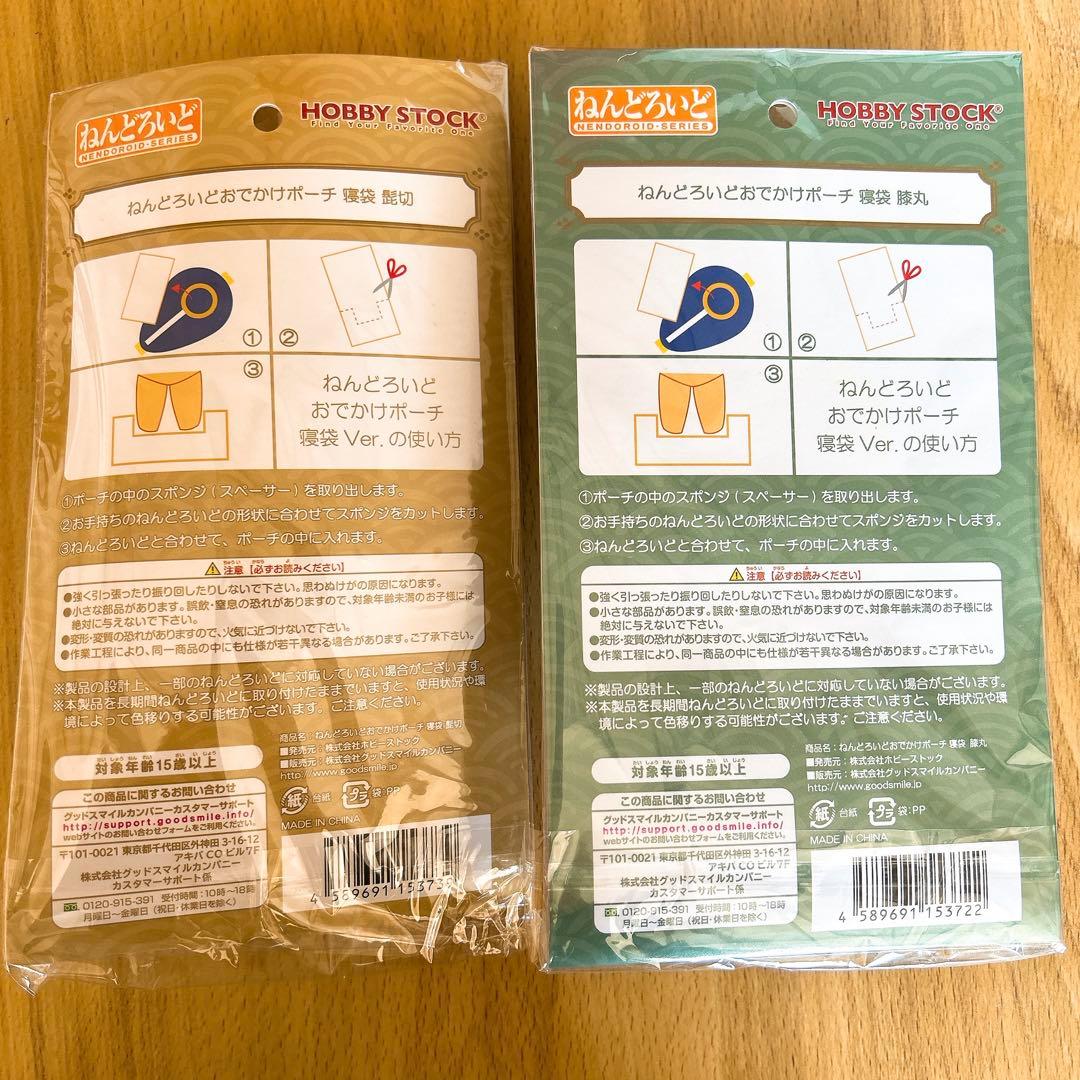 ねんどろいど
NENDOROID・SERIES
HOBBY STOCK®
Find Your Favorite One
ねんどろいどおでかけポーチ 寝袋 髭切
①
②
③
ねんどろいど
おでかけポーチ
寝袋 Ver. の使い方
①ポーチの中のスポンジ(スペーサー)を取り出します。
②お手持ちのねんどろいどの形状に合わせてスポンジをカットします。
③ねんどろいどと合わせて、ポーチの中に入れます。
注意【必ずお読みください】
●強く引っ張ったり振り回したりしないで下さい。思わぬけがの原因になります。
●小さな部品があります。誤飲・窒息の恐れがありますので、対象年齢未満のお子様には
絶対に与えないで下さい。
●変形・変質の恐れがありますので、火気に近づけないで下さい。
●作業工程により、同一商品の中にも仕様が若干異なる場合があります。ご了承下さい。
※製品の設計上、一部のねんどろいどに対応していない場合がございます。
※本製品を長期間ねんどろいどに取り付けたままでいますと、使用状況や環
境によって色移りする可能性がございます。ご注意ください。
商品名：ねんどろいどおでかけポーチ 寝袋 髭切
■発売元：株式会社ホビーストック
■販売元：株式会社グッドスマイルカンパニー
http://www.goodsmile.jp
対象年齢15歳以上
紙 台紙 プラ 袋:PP
MADE IN CHINA
この商品に関するお問い合わせ
グッドスマイルカンパニーカスタマーサポート
http://support.goodsmile.info/
webサイトのお問い合わせフォームをご利用ください。
〒101-0021 東京都千代田区外神田 3-16-12
アキバ CO ビル 7F
株式会社グッドスマイルカンパニー
カスタマーサポート係
0120-915-391 受付時間：10時〜18時
月曜日〜金曜日（祝日・休業日を除く）
4 589691 153739
ねんどろいど
NENDOROID・SERIES
HOBBY STOCK®
Find Your Favorite One
ねんどろいどおでかけポーチ 寝袋 膝丸
①
②
③
ねんどろいど
おでかけポーチ
寝袋 Ver. の使い方
①ポーチの中のスポンジ(スペーサー)を取り出します。
②お手持ちのねんどろいどの形状に合わせてスポンジをカットします。
③ねんどろいどと合わせて、ポーチの中に入れます。
注意【必ずお読みください】
●強く引っ張ったり振り回したりしないで下さい。思わぬけがの原因になります。
●小さな部品があります。誤飲・窒息の恐れがありますので、対象年齢未満のお子様には
絶対に与えないで下さい。
●変形・変質の恐れがありますので、火気に近づけないで下さい。
●作業工程により、同一商品の中にも仕様が若干異なる場合があります。ご了承下さい。
※製品の設計上、一部のねんどろいどに対応していない場合がございます。
※本製品を長期間ねんどろいどに取り付けたままでいますと、使用状況や環
境によって色移りする可能性がございます。ご注意ください。
商品名：ねんどろいどおでかけポーチ 寝袋 膝丸
■発売元：株式会社ホビーストック
■販売元：株式会社グッドスマイルカンパニー
http://www.goodsmile.jp/
対象年齢15歳以上
紙 台紙 プラ 袋:PP
MADE IN CHINA
この商品に関するお問い合わせ
グッドスマイルカンパニーカスタマーサポート
http://support.goodsmile.info/
webサイトのお問い合わせフォームをご利用ください。
〒101-0021 東京都千代田区外神田 3-16-12
アキバ CO ビル 7F
株式会社グッドスマイルカンパニー
カスタマーサポート係
0120-915-391 受付時間：10時〜18時
月曜日〜金曜日（祝日・休業日を除く）
4 589691 153722